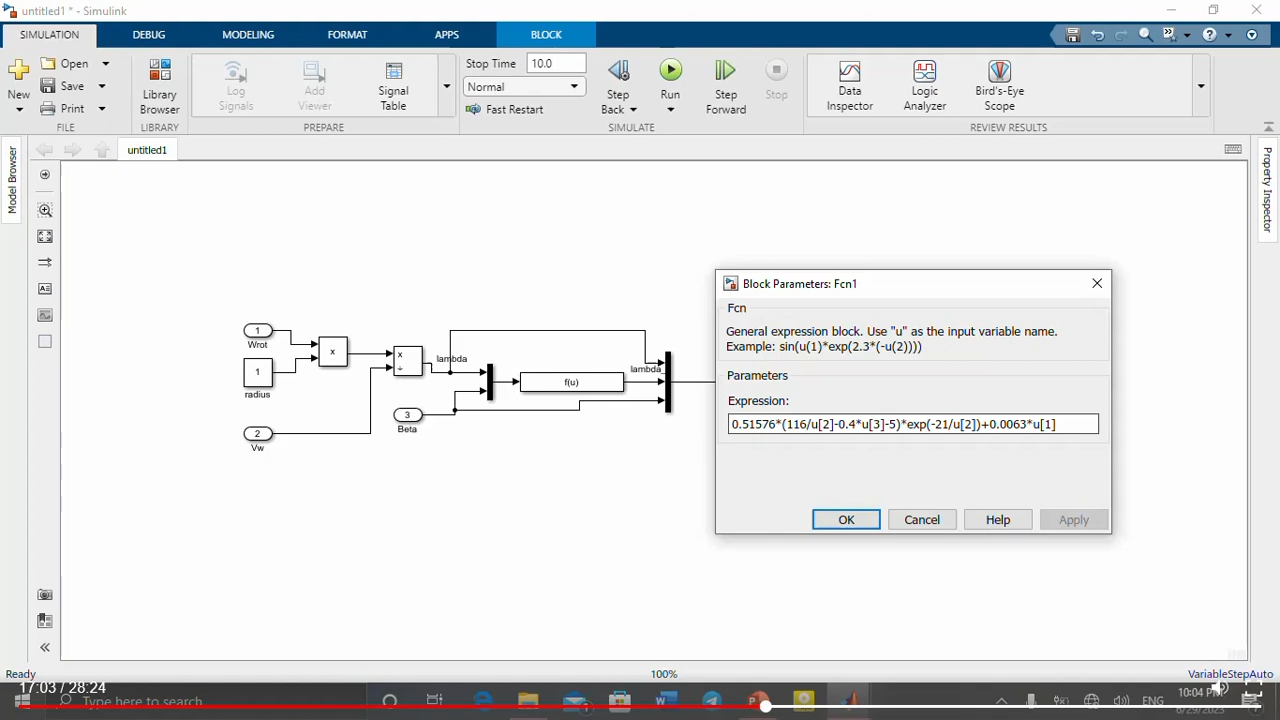 untitled1 * - Simulink
SIMULATION DEBUG MODELING FORMAT APPS BLOCK
New
Open
Save
Print
FILE
Library
Browser
LIBRARY
Log
Signals
Add
Viewer
Signal
Table
PREPARE
Stop Time 10.0
Normal
Fast Restart
Step
Back
Run
Step
Forward
Stop
SIMULATE
Data
Inspector
Logic
Analyzer
Bird's-Eye
Scope
REVIEW RESULTS
Model Browser
untitled1
Property Inspector
1
Wrot
1
radius
2
Vw
x
x
÷
lambda
3
Beta
f(u)
lambda_
Block Parameters: Fcn1
Fcn
General expression block. Use "u" as the input variable name.
Example: sin(u(1)*exp(2.3*(-u(2))))
Parameters
Expression:
0.51576*(116/u[2]-0.4*u[3]-5)*exp(-21/u[2])+0.0063*u[1]
OK Cancel Help Apply
Ready 100% VariableStepAuto
17:03 / 28:24
Type here to search
ENG
10:04 PM
6/29/2023